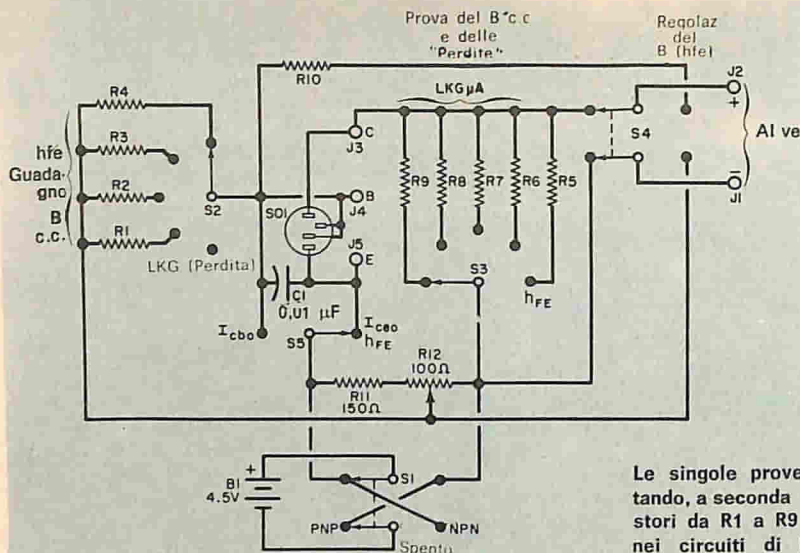 Prova del B c.c
e delle
"Perdite"
Regolaz
del
B (hfe)
J2
+
R10
LKG µA
R4
C
J3
S4
Al ve
hfe
Guada-
gno
B
c.c.
R3
R2
R1
S2
SO1
B
J4
R9
R8
R7
R6
R5
–
J1
J5
E
LKG (Perdita)
S3
hFE
C1
0,01 µF
Icbo
S5
Iceo
hFE
R12
100Ω
R11
150Ω
+
B1
4.5V
S1
PNP
NPN
Spento
Le singole prove
tando, a seconda
stori da R1 a R9
nei circuiti di